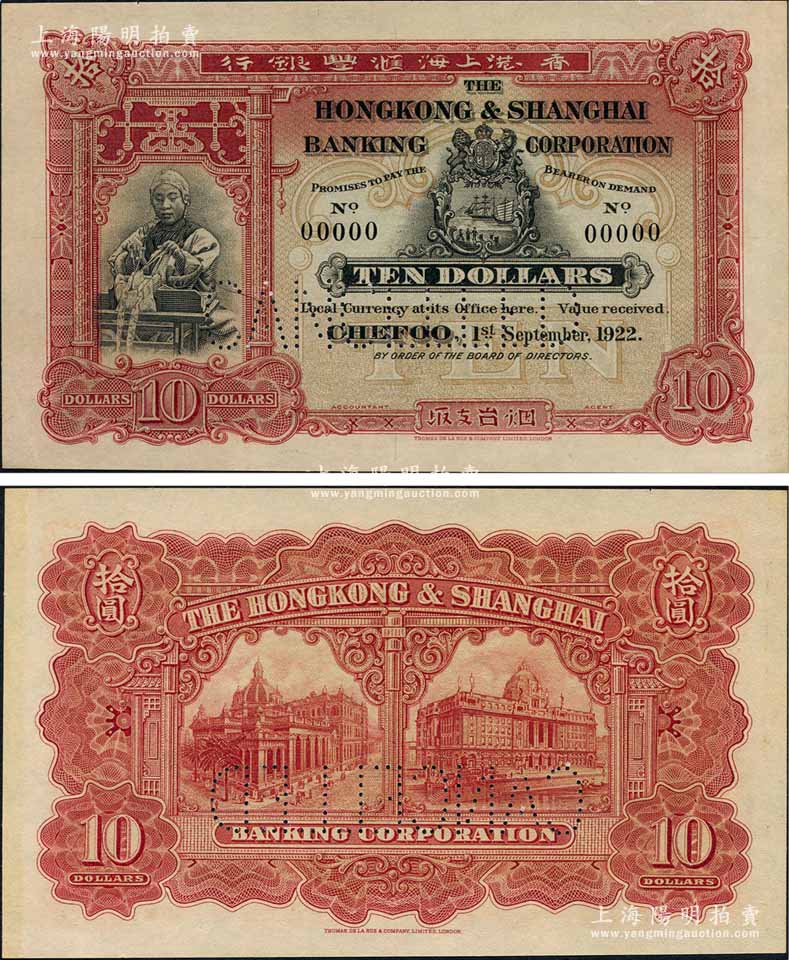 上海陽明拍賣
www.yangmingauction.com
拾
行銀豐滙海上港香
拾
THE
HONGKONG & SHANGHAI
BANKING CORPORATION
PROMISES TO PAY THE BEARER ON DEMAND
No No
00000 00000
TEN DOLLARS
CANCELLED
Local Currency at its Office here. Value received.
CHEFOO, 1st September, 1922.
BY ORDER OF THE BOARD OF DIRECTORS.
TEN
DOLLARS 10 DOLLARS
ACCOUNTANT. AGENT.
烟台支取
10
THOMAS DE LA RUE & COMPANY, LIMITED, LONDON.
上海陽明拍賣
www.yangmingauction.com
拾圓
拾圓
THE HONGKONG & SHANGHAI
CANCELLED
BANKING CORPORATION
10
DOLLARS
10
DOLLARS
THOMAS DE LA RUE & COMPANY, LIMITED, LONDON.
上海陽明拍賣
www.yangmingauction.com